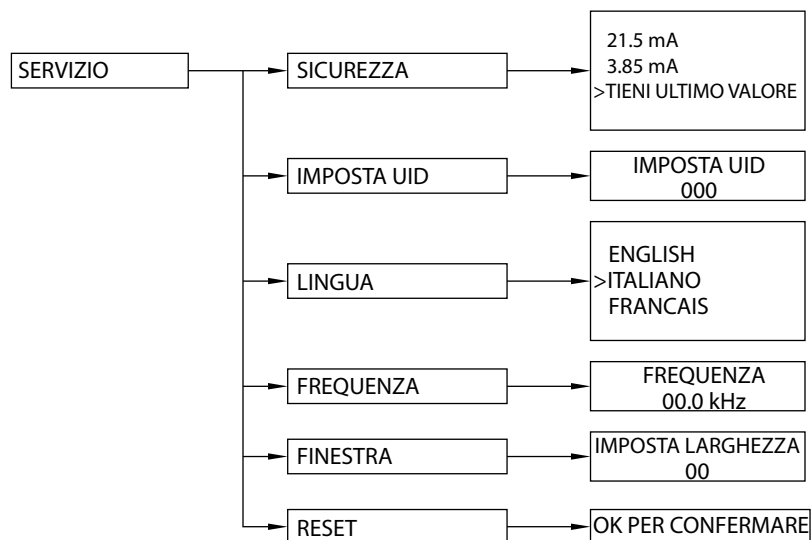 SERVIZIO
SICUREZZA
21.5 mA
3.85 mA
>TIENI ULTIMO VALORE
IMPOSTA UID
IMPOSTA UID
000
LINGUA
ENGLISH
>ITALIANO
FRANCAIS
FREQUENZA
FREQUENZA
00.0 kHz
FINESTRA
IMPOSTA LARGHEZZA
00
RESET
OK PER CONFERMARE